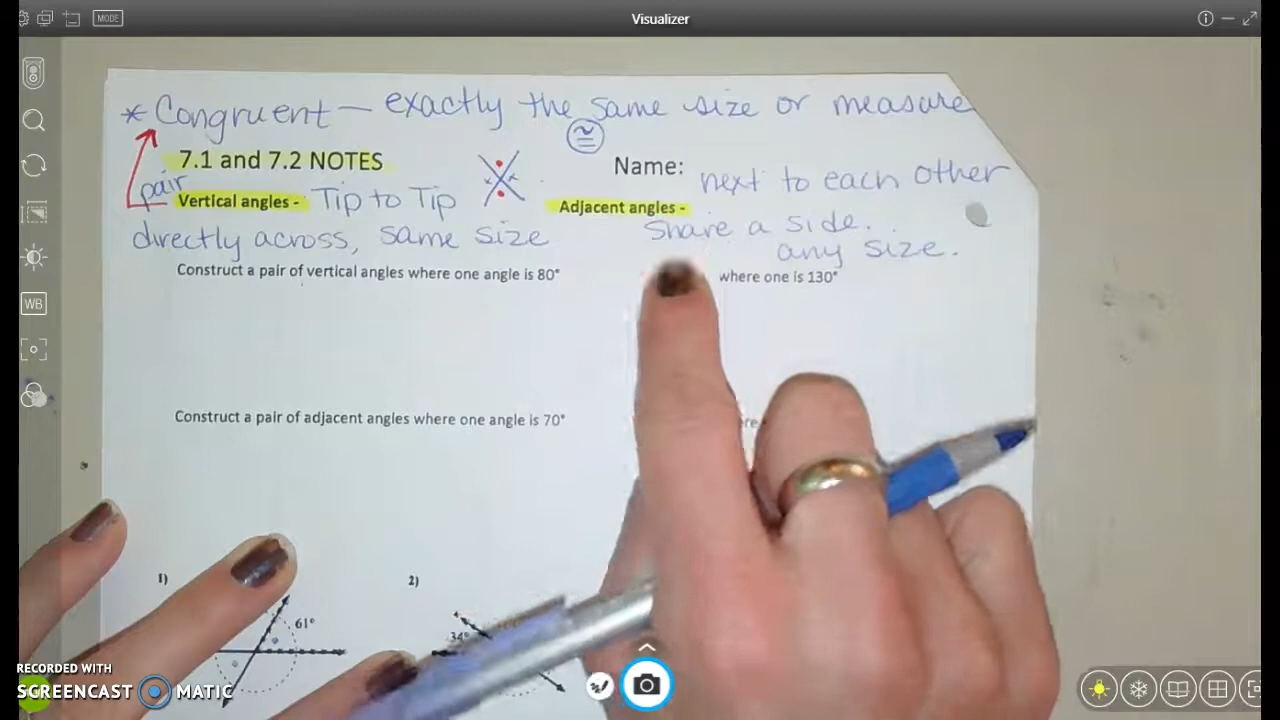 MODE
Visualizer
* Congruent — exactly the same size or measure
≅
7.1 and 7.2 NOTES
Name:
pair
Vertical angles - Tip to Tip
directly across, same size
Adjacent angles - next to each other
share a side.
any size.
Construct a pair of vertical angles where one angle is 80°
where one is 130°
WB
Construct a pair of adjacent angles where one angle is 70°
1)
61°
2)
34°
RECORDED WITH
SCREENCAST MATIC